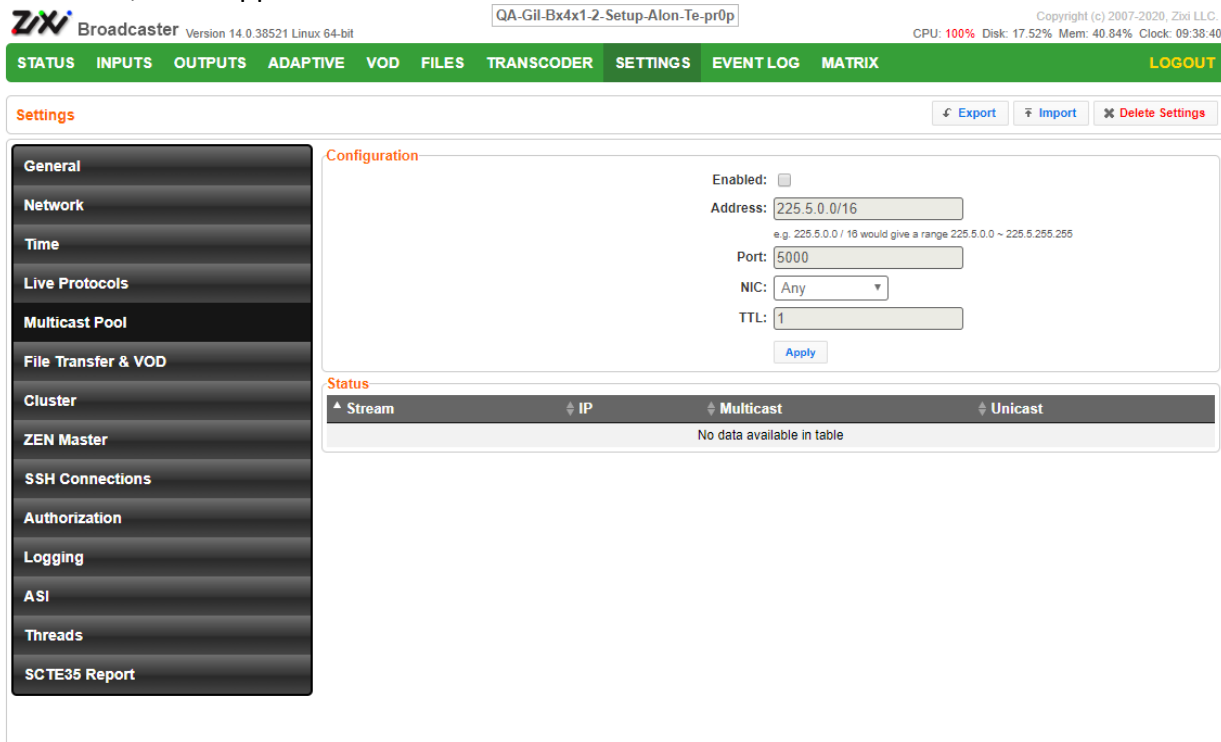 ZiXi Broadcaster Version 14.0.38521 Linux 64-bit
QA-Gil-Bx4x1-2-Setup-Alon-Te-pr0p
Copyright (c) 2007-2020, Zixi LLC.
CPU: 100% Disk: 17.52% Mem: 40.84% Clock: 09:38:40
STATUS INPUTS OUTPUTS ADAPTIVE VOD FILES TRANSCODER SETTINGS EVENT LOG MATRIX LOGOUT
Settings
Export Import Delete Settings
General
Network
Time
Live Protocols
Multicast Pool
File Transfer & VOD
Cluster
ZEN Master
SSH Connections
Authorization
Logging
ASI
Threads
SCTE35 Report
Configuration
Enabled:
Address: 225.5.0.0/16
e.g. 225.5.0.0 / 16 would give a range 225.5.0.0 ~ 225.5.255.255
Port: 5000
NIC: Any
TTL: 1
Apply
Status
Stream IP Multicast Unicast
No data available in table